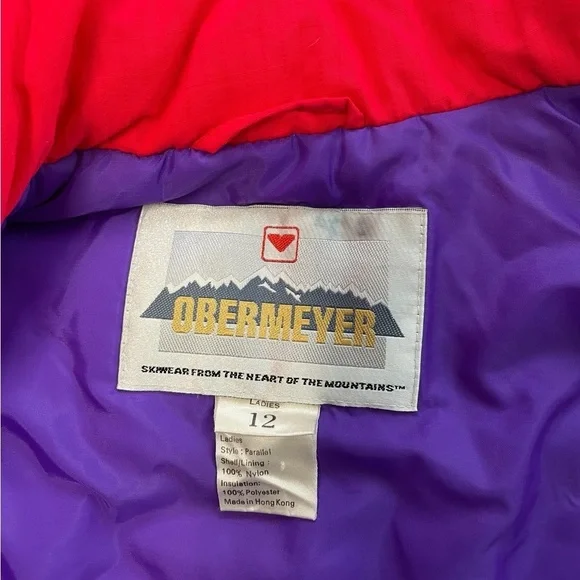 OBERMEYER
SKIWEAR FROM THE HEART OF THE MOUNTAINS™
LADIES
12
Ladies
Style : Parallel
Shell/Lining :
100% Nylon
Insulation:
100% Polyester
Made in Hong Kong